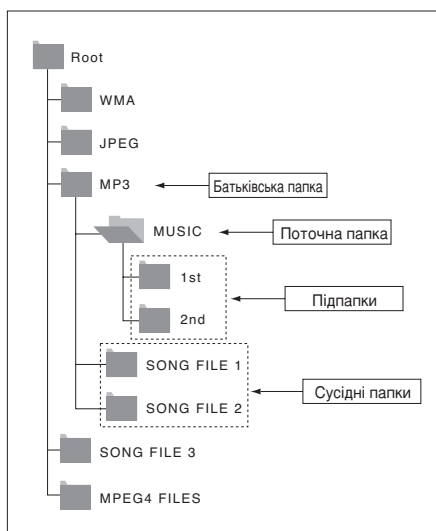 Root
WMA
JPEG
MP3
Батьківська папка
MUSIC
Поточна папка
1st
Підпапки
2nd
SONG FILE 1
Сусідні папки
SONG FILE 2
SONG FILE 3
MPEG4 FILES